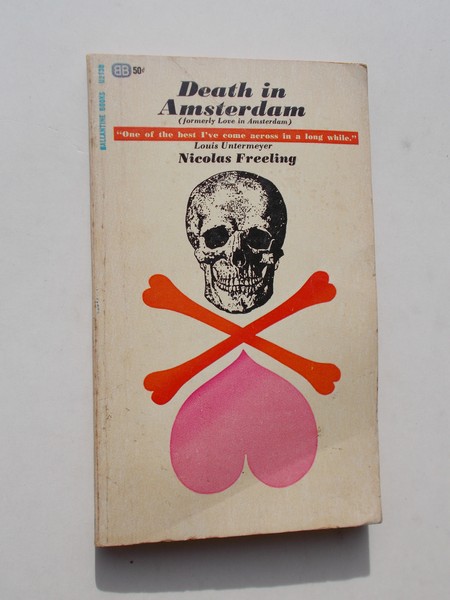 BB 50¢
Death in
Amsterdam
(formerly Love in Amsterdam)
"One of the best I've come across in a long while."
Louis Untermeyer
Nicolas Freeling
BALLANTINE BOOKS